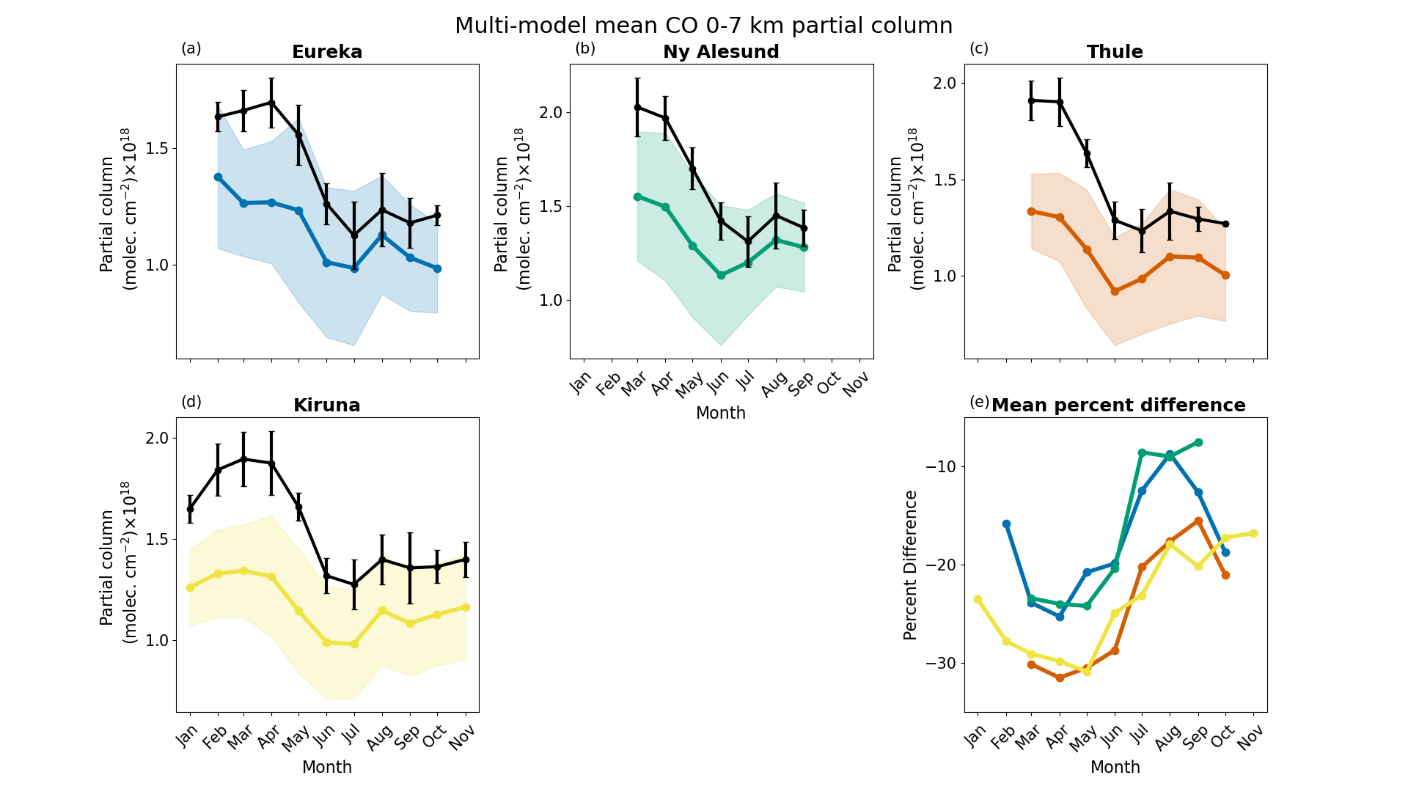 Multi-model mean CO 0-7 km partial column
(a) Eureka
Partial column
(molec. cm⁻²)×10¹⁸
1.5
1.0
(b) Ny Alesund
Partial column
(molec. cm⁻²)×10¹⁸
2.0
1.5
1.0
Jan Feb Mar Apr May Jun Jul Aug Sep Oct Nov
Month
(c) Thule
Partial column
(molec. cm⁻²)×10¹⁸
2.0
1.5
1.0
(d) Kiruna
Partial column
(molec. cm⁻²)×10¹⁸
2.0
1.5
1.0
Jan Feb Mar Apr May Jun Jul Aug Sep Oct Nov
Month
(e) Mean percent difference
Percent Difference
−10
−20
−30
Jan Feb Mar Apr May Jun Jul Aug Sep Oct Nov
Month